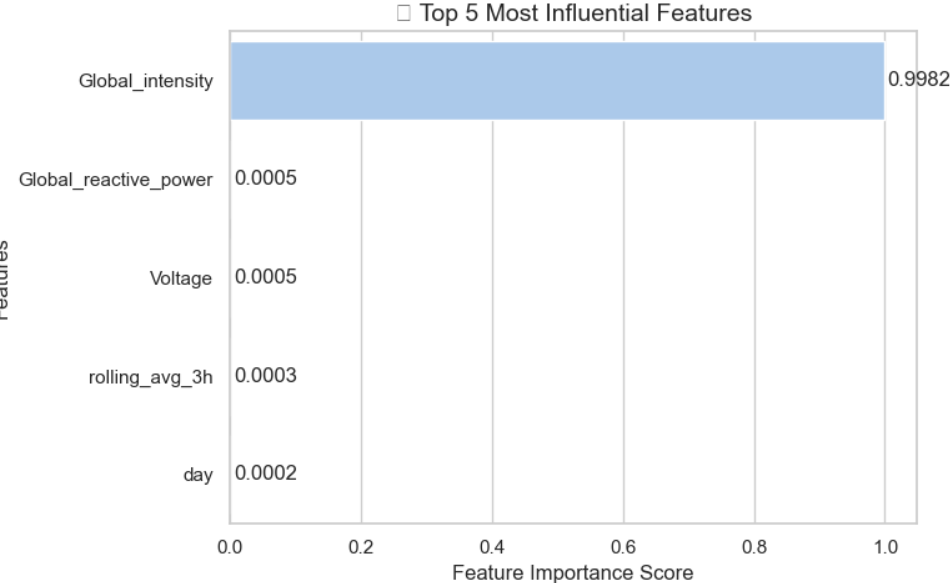 ▯ Top 5 Most Influential Features
Global_intensity 0.9982
Global_reactive_power 0.0005
Voltage 0.0005
rolling_avg_3h 0.0003
day 0.0002
Features
0.0 0.2 0.4 0.6 0.8 1.0
Feature Importance Score